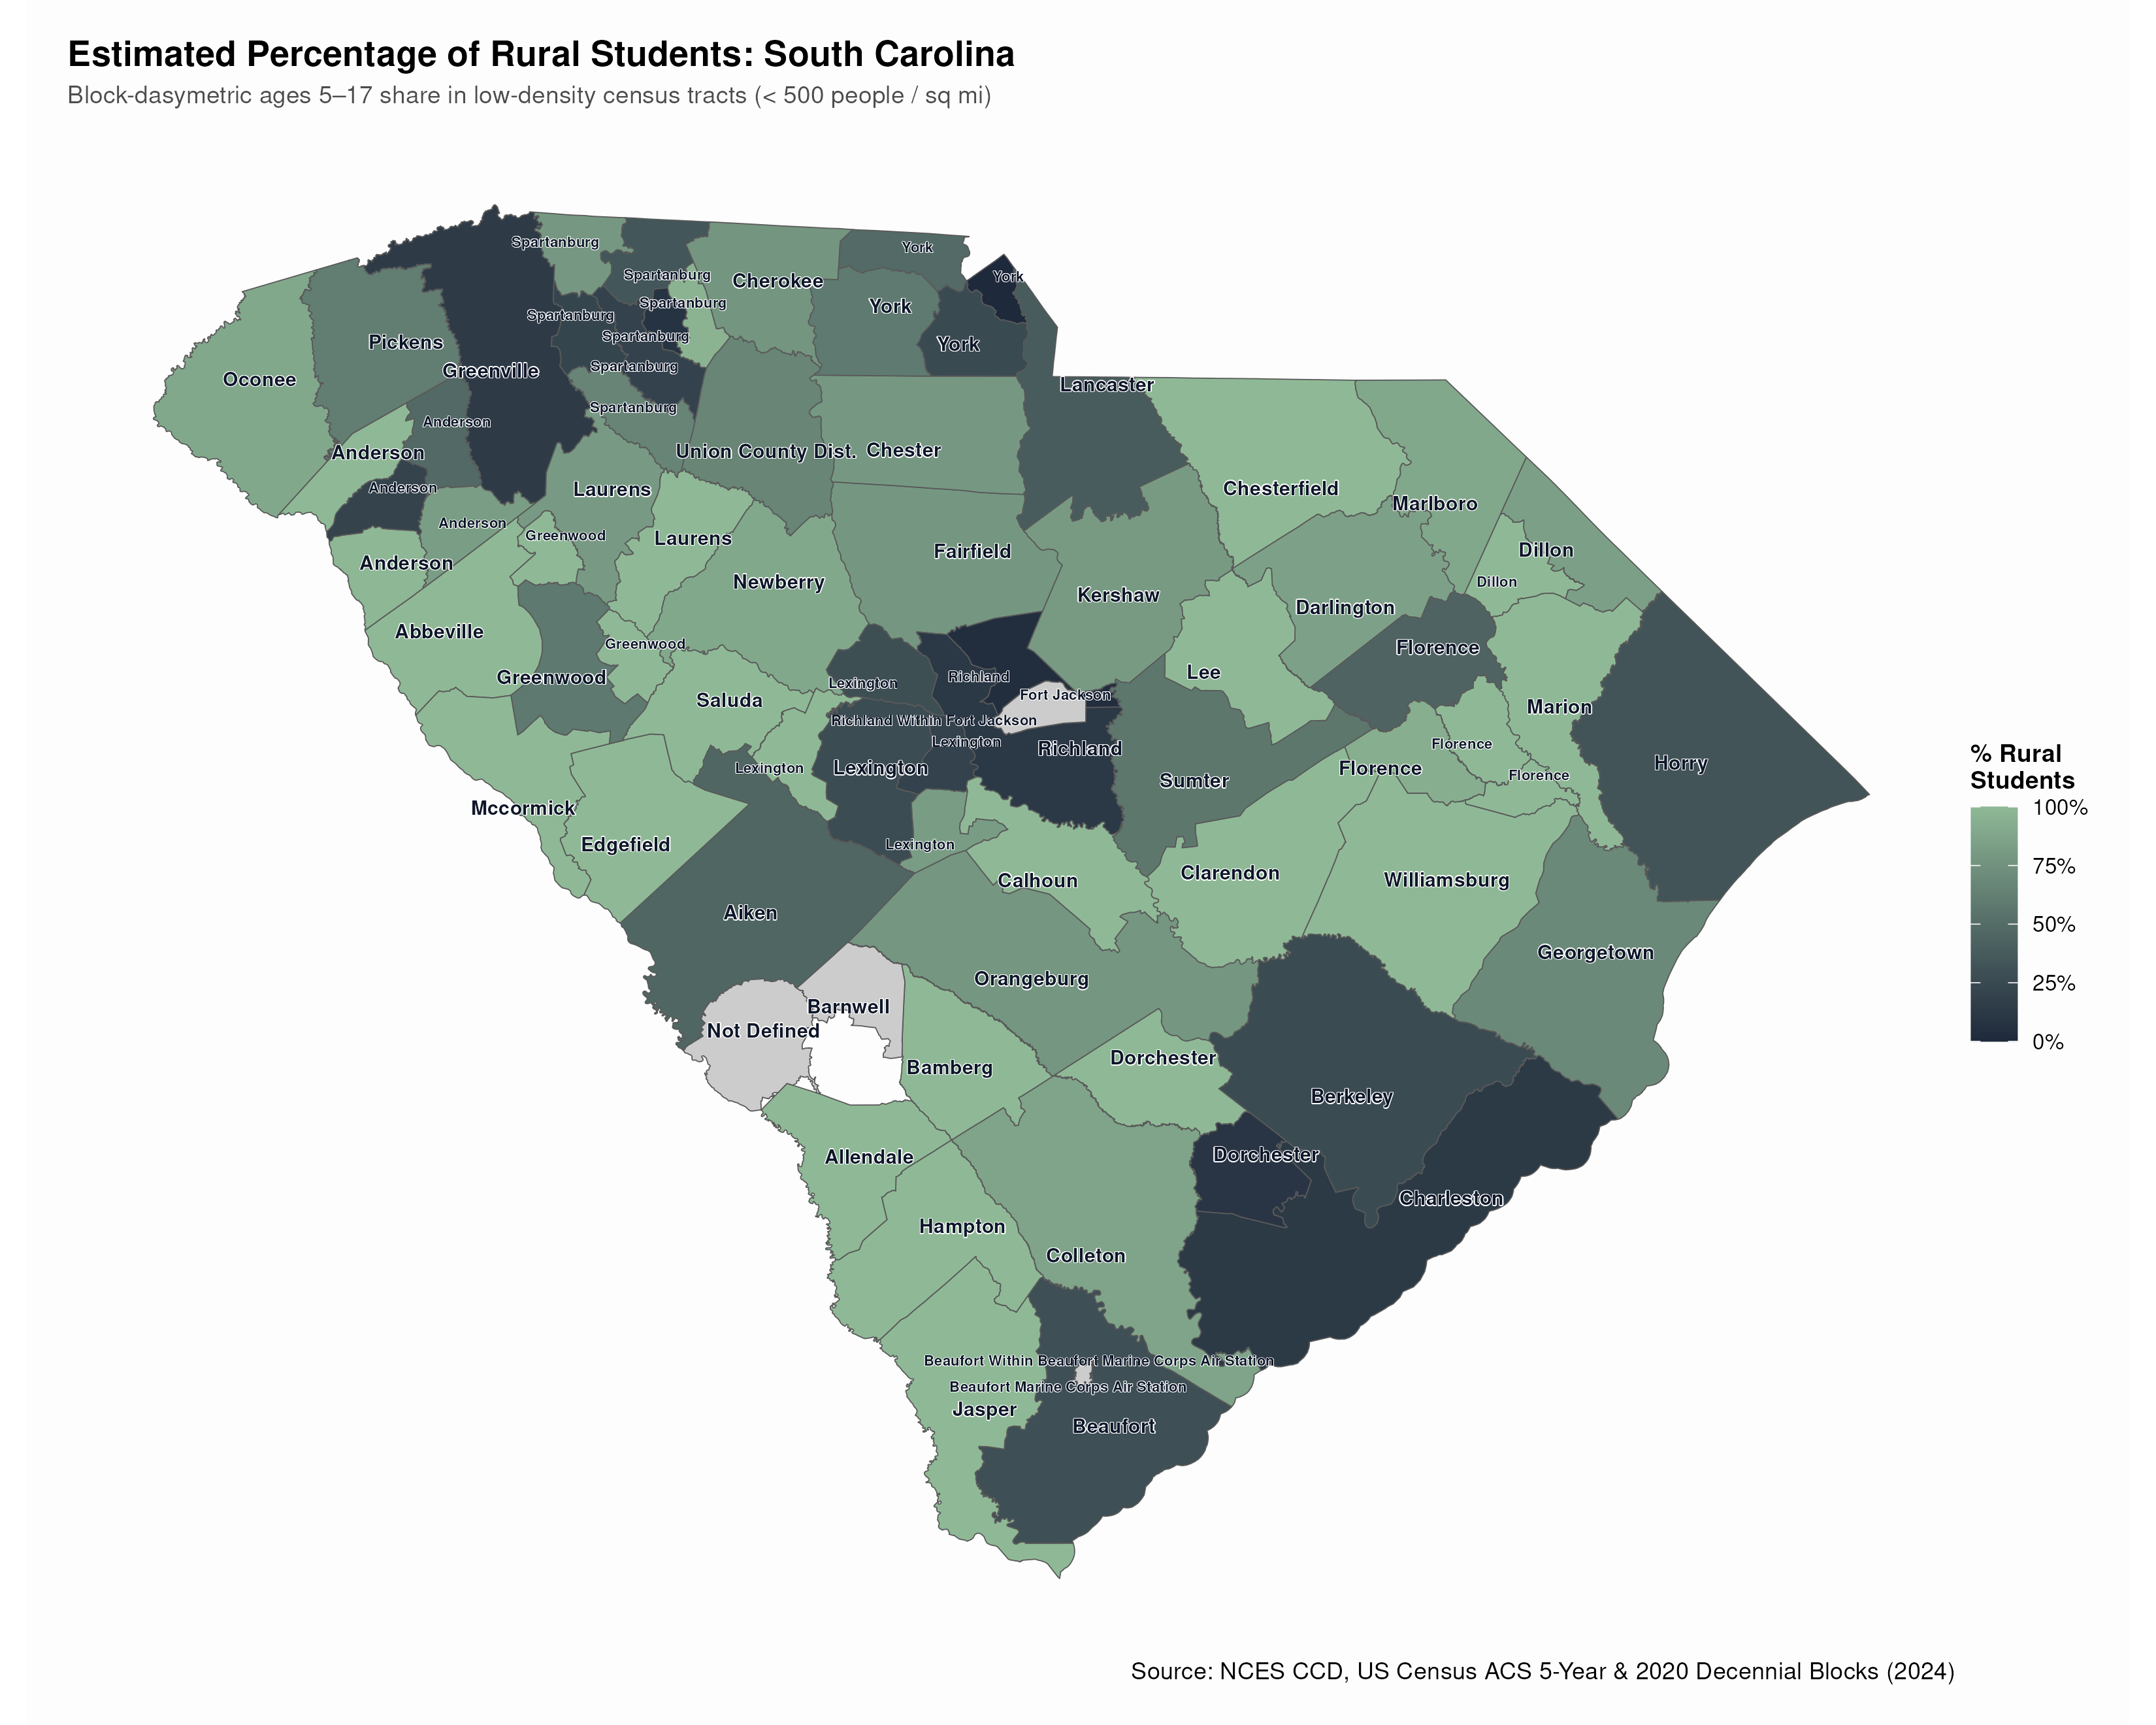 Estimated Percentage of Rural Students: South Carolina
Block-dasymetric ages 5–17 share in low-density census tracts (< 500 people / sq mi)
Spartanburg
York
Spartanburg
Cherokee
York
Spartanburg
York
Spartanburg
Spartanburg
Pickens
York
Greenville
Spartanburg
Oconee
Lancaster
Spartanburg
Anderson
Anderson
Union County Dist.
Chester
Anderson
Laurens
Chesterfield
Marlboro
Anderson
Greenwood
Laurens
Fairfield
Dillon
Anderson
Newberry
Dillon
Kershaw
Darlington
Abbeville
Greenwood
Florence
Greenwood
Lexington
Richland
Lee
Saluda
Fort Jackson
Marion
Richland Within Fort Jackson
Lexington
Richland
Florence
Lexington
Lexington
Florence
Florence
Horry
Sumter
Mccormick
Edgefield
Lexington
Calhoun
Clarendon
Williamsburg
Aiken
Georgetown
Orangeburg
Barnwell
Not Defined
Bamberg
Dorchester
Berkeley
Allendale
Dorchester
Charleston
Hampton
Colleton
Beaufort Within Beaufort Marine Corps Air Station
Beaufort Marine Corps Air Station
Jasper
Beaufort
% Rural
Students
100%
75%
50%
25%
0%
Source: NCES CCD, US Census ACS 5-Year & 2020 Decennial Blocks (2024)